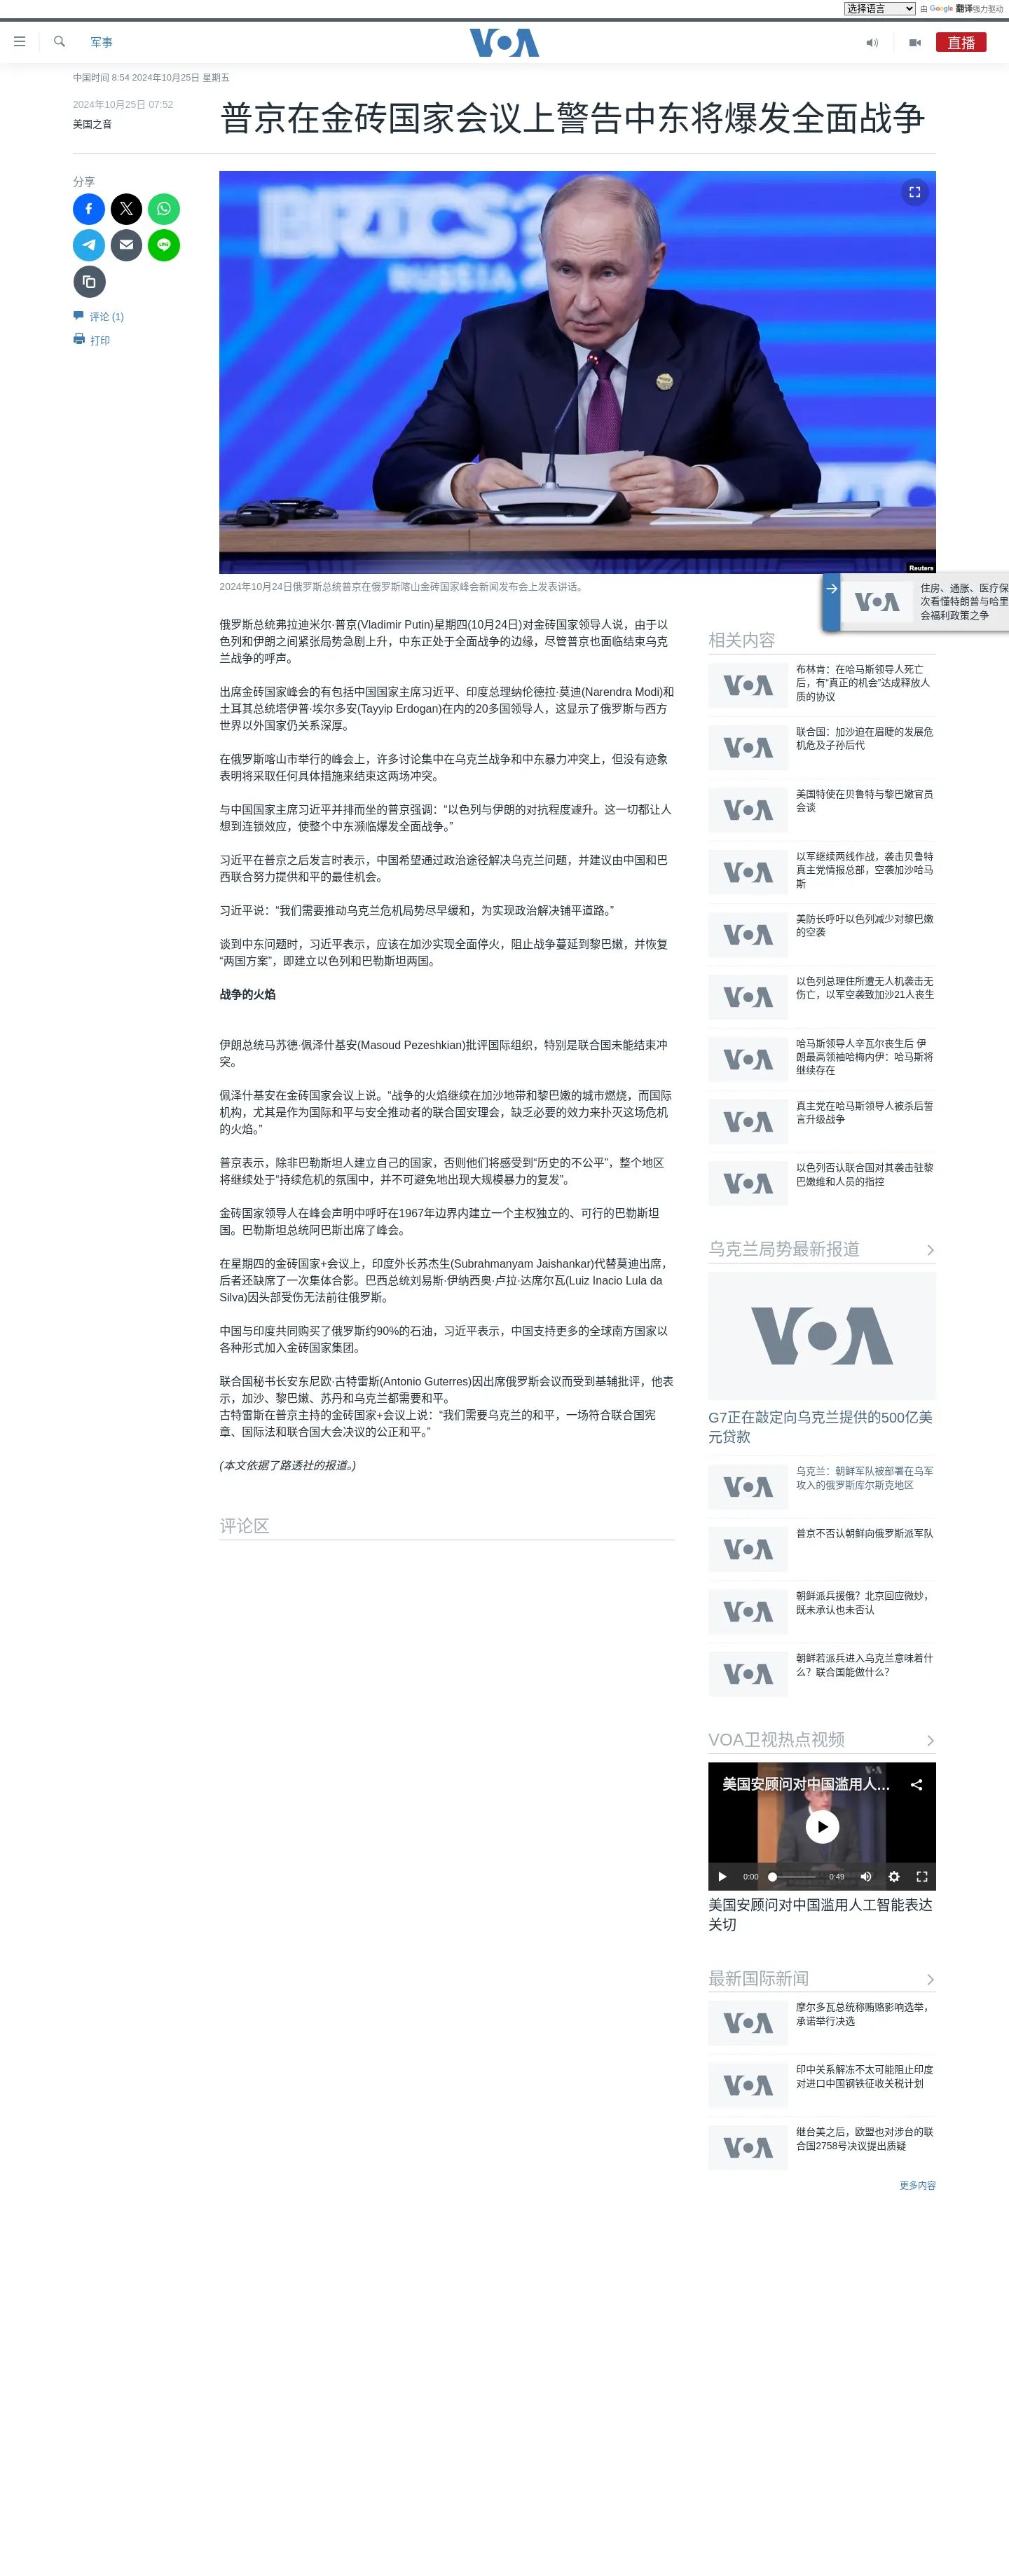 选择语言 由 Google 翻译强力驱动
军事
VOA
直播
中国时间 8:54 2024年10月25日 星期五
2024年10月25日 07:52
美国之音
普京在金砖国家会议上警告中东将爆发全面战争
分享
评论 (1)
打印
BRICS
RUSSIA
Reuters
2024年10月24日俄罗斯总统普京在俄罗斯喀山金砖国家峰会新闻发布会上发表讲话。
俄罗斯总统弗拉迪米尔·普京(Vladimir Putin)星期四(10月24日)对金砖国家领导人说，由于以
色列和伊朗之间紧张局势急剧上升，中东正处于全面战争的边缘，尽管普京也面临结束乌克
兰战争的呼声。
出席金砖国家峰会的有包括中国国家主席习近平、印度总理纳伦德拉·莫迪(Narendra Modi)和
土耳其总统塔伊普·埃尔多安(Tayyip Erdogan)在内的20多国领导人，这显示了俄罗斯与西方
世界以外国家仍关系深厚。
在俄罗斯喀山市举行的峰会上，许多讨论集中在乌克兰战争和中东暴力冲突上，但没有迹象
表明将采取任何具体措施来结束这两场冲突。
与中国国家主席习近平并排而坐的普京强调：“以色列与伊朗的对抗程度遽升。这一切都让人
想到连锁效应，使整个中东濒临爆发全面战争。”
习近平在普京之后发言时表示，中国希望通过政治途径解决乌克兰问题，并建议由中国和巴
西联合努力提供和平的最佳机会。
习近平说：“我们需要推动乌克兰危机局势尽早缓和，为实现政治解决铺平道路。”
谈到中东问题时，习近平表示，应该在加沙实现全面停火，阻止战争蔓延到黎巴嫩，并恢复
“两国方案”，即建立以色列和巴勒斯坦两国。
战争的火焰
伊朗总统马苏德·佩泽什基安(Masoud Pezeshkian)批评国际组织，特别是联合国未能结束冲
突。
佩泽什基安在金砖国家会议上说。“战争的火焰继续在加沙地带和黎巴嫩的城市燃烧，而国际
机构，尤其是作为国际和平与安全推动者的联合国安理会，缺乏必要的效力来扑灭这场危机
的火焰。”
普京表示，除非巴勒斯坦人建立自己的国家，否则他们将感受到“历史的不公平”，整个地区
将继续处于“持续危机的氛围中，并不可避免地出现大规模暴力的复发”。
金砖国家领导人在峰会声明中呼吁在1967年边界内建立一个主权独立的、可行的巴勒斯坦
国。巴勒斯坦总统阿巴斯出席了峰会。
在星期四的金砖国家+会议上，印度外长苏杰生(Subrahmanyam Jaishankar)代替莫迪出席，
后者还缺席了一次集体合影。巴西总统刘易斯·伊纳西奥·卢拉·达席尔瓦(Luiz Inacio Lula da
Silva)因头部受伤无法前往俄罗斯。
中国与印度共同购买了俄罗斯约90%的石油，习近平表示，中国支持更多的全球南方国家以
各种形式加入金砖国家集团。
联合国秘书长安东尼欧·古特雷斯(Antonio Guterres)因出席俄罗斯会议而受到基辅批评，他表
示，加沙、黎巴嫩、苏丹和乌克兰都需要和平。
古特雷斯在普京主持的金砖国家+会议上说：“我们需要乌克兰的和平，一场符合联合国宪
章、国际法和联合国大会决议的公正和平。”
(本文依据了路透社的报道。)
评论区
VOA
住房、通胀、医疗保
次看懂特朗普与哈里
会福利政策之争
相关内容
VOA
布林肯：在哈马斯领导人死亡
后，有“真正的机会”达成释放人
质的协议
VOA
联合国：加沙迫在眉睫的发展危
机危及子孙后代
VOA
美国特使在贝鲁特与黎巴嫩官员
会谈
VOA
以军继续两线作战，袭击贝鲁特
真主党情报总部，空袭加沙哈马
斯
VOA
美防长呼吁以色列减少对黎巴嫩
的空袭
VOA
以色列总理住所遭无人机袭击无
伤亡，以军空袭致加沙21人丧生
VOA
哈马斯领导人辛瓦尔丧生后 伊
朗最高领袖哈梅内伊：哈马斯将
继续存在
VOA
真主党在哈马斯领导人被杀后誓
言升级战争
VOA
以色列否认联合国对其袭击驻黎
巴嫩维和人员的指控
乌克兰局势最新报道
VOA
G7正在敲定向乌克兰提供的500亿美
元贷款
VOA
乌克兰：朝鲜军队被部署在乌军
攻入的俄罗斯库尔斯克地区
VOA
普京不否认朝鲜向俄罗斯派军队
VOA
朝鲜派兵援俄？北京回应微妙，
既未承认也未否认
VOA
朝鲜若派兵进入乌克兰意味着什
么？联合国能做什么？
VOA卫视热点视频
美国安顾问对中国滥用人...
VOA
0:00 0:49
美国安顾问对中国滥用人工智能表达
关切
最新国际新闻
VOA
摩尔多瓦总统称贿赂影响选举，
承诺举行决选
VOA
印中关系解冻不太可能阻止印度
对进口中国钢铁征收关税计划
VOA
继台美之后，欧盟也对涉台的联
合国2758号决议提出质疑
更多内容